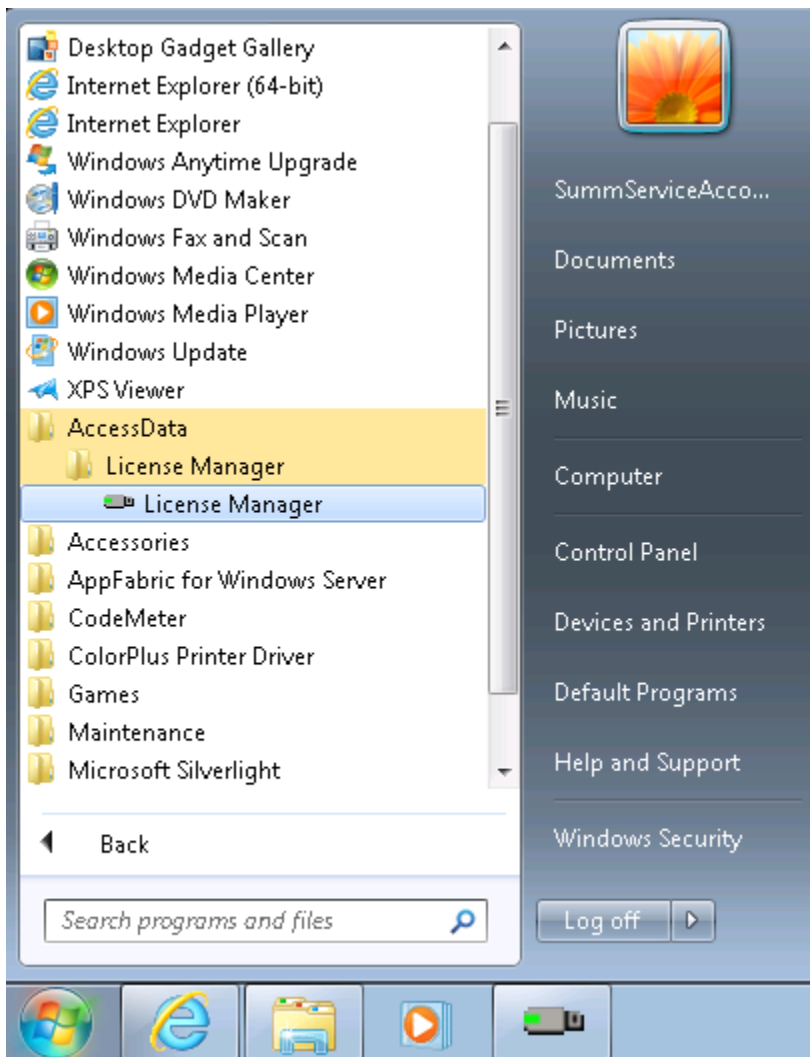 Desktop Gadget Gallery
Internet Explorer (64-bit)
Internet Explorer
Windows Anytime Upgrade
Windows DVD Maker
Windows Fax and Scan
Windows Media Center
Windows Media Player
Windows Update
XPS Viewer
AccessData
License Manager
License Manager
Accessories
AppFabric for Windows Server
CodeMeter
ColorPlus Printer Driver
Games
Maintenance
Microsoft Silverlight
Back
Search programs and files
SummServiceAcco...
Documents
Pictures
Music
Computer
Control Panel
Devices and Printers
Default Programs
Help and Support
Windows Security
Log off